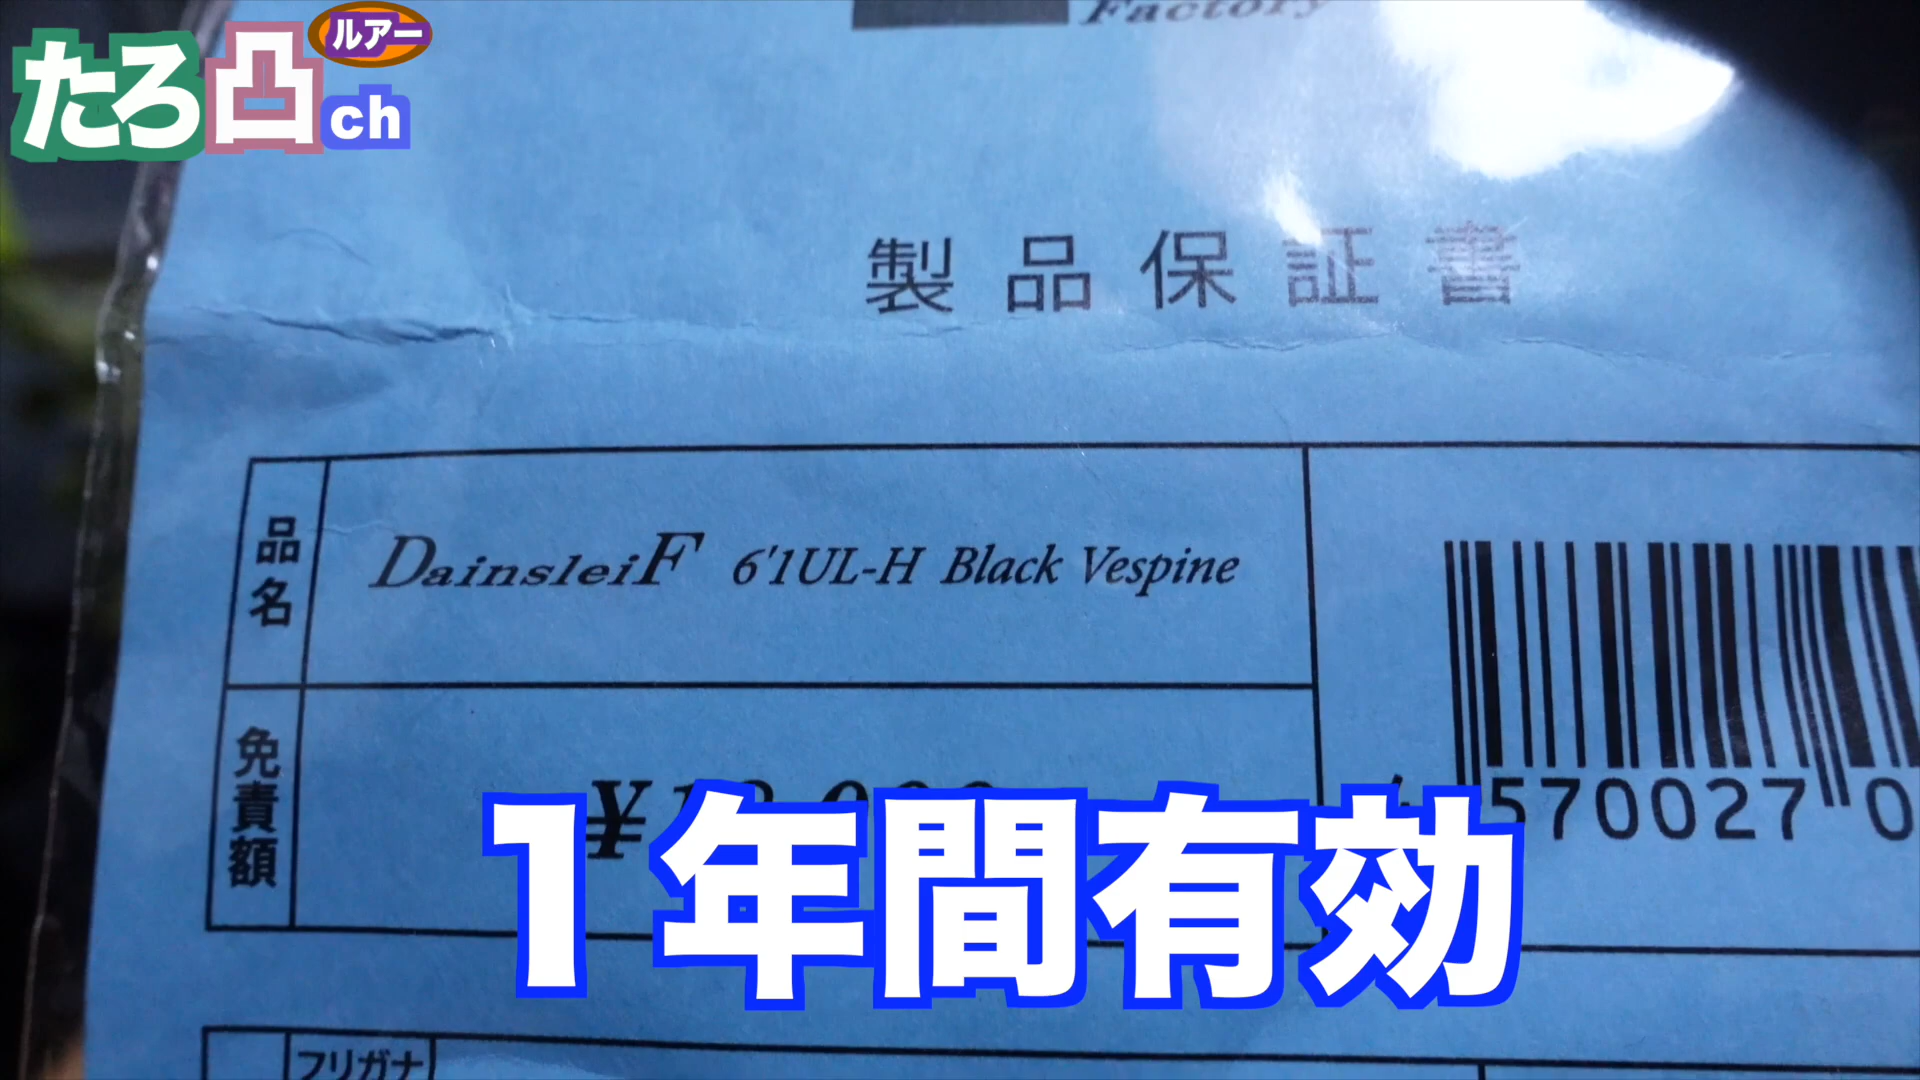 Factory
ルアー
たろ凸ch
製品保証書
品名
DainsleiF 6'1UL-H Black Vespine
免責額
1年間有効
570027 0
フリガナ